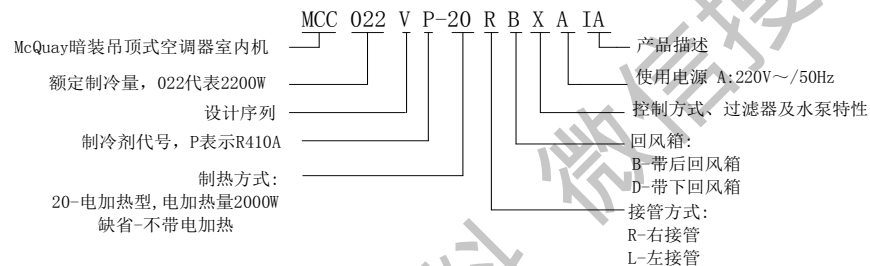 MCC 022 V P-20 R B X A IA
McQuay暗装吊顶式空调器室内机
额定制冷量，022代表2200W
设计序列
制冷剂代号，P表示R410A
制热方式:
20-电加热型,电加热量2000W
缺省-不带电加热
产品描述
使用电源 A:220V～/50Hz
控制方式、过滤器及水泵特性
回风箱:
B-带后回风箱
D-带下回风箱
接管方式:
R-右接管
L-左接管
微信搜